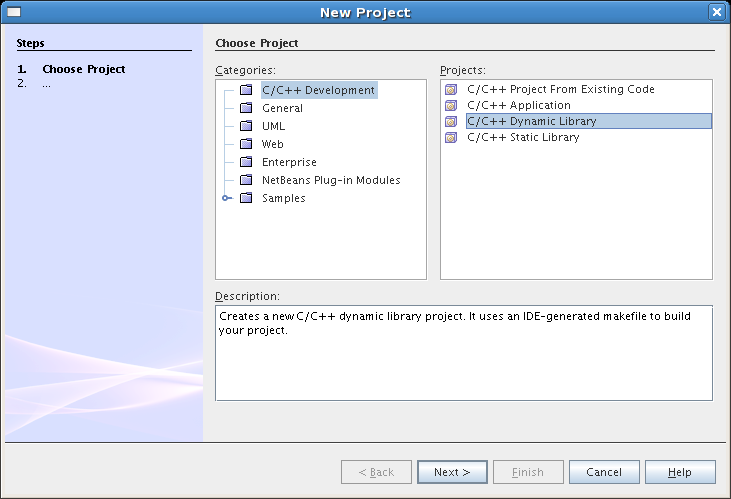 New Project
Steps
1. Choose Project
2. ...
Choose Project
Categories:
C/C++ Development
General
UML
Web
Enterprise
NetBeans Plug-in Modules
Samples
Projects:
C/C++ Project From Existing Code
C/C++ Application
C/C++ Dynamic Library
C/C++ Static Library
Description:
Creates a new C/C++ dynamic library project. It uses an IDE-generated makefile to build
your project.
< Back
Next >
Finish
Cancel
Help